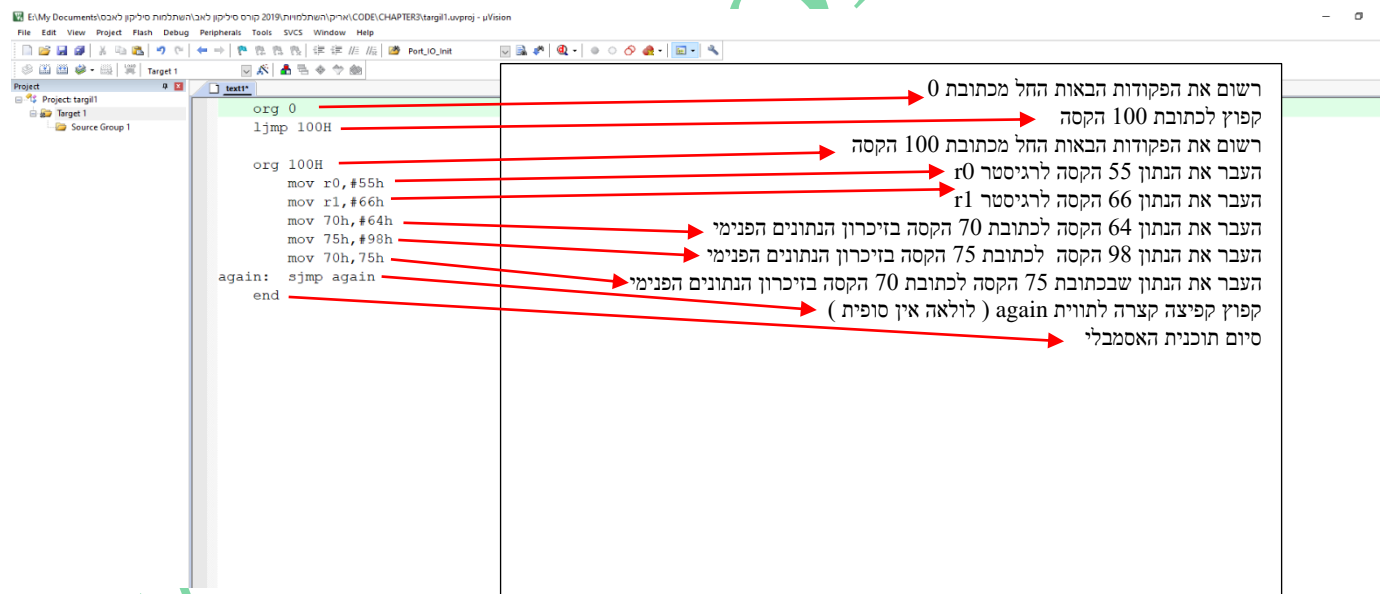 E:\My Documents\אריק\השתלמויות\2019 קורס סיליקון לאב\השתלמות סיליקון לאבס\CODE\CHAPTER3\targil1.uvproj - µVision
File Edit View Project Flash Debug Peripherals Tools SVCS Window Help
Port_IO_Init
Target 1
Project
text1*
Project: targil1
Target 1
Source Group 1
org 0
ljmp 100H
org 100H
mov r0,#55h
mov r1,#66h
mov 70h,#64h
mov 75h,#98h
mov 70h,75h
again: sjmp again
end
רשום את הפקודות הבאות החל מכתובת 0
קפוץ לכתובת 100 הקסה
רשום את הפקודות הבאות החל מכתובת 100 הקסה
העבר את הנתון 55 הקסה לרגיסטר r0
העבר את הנתון 66 הקסה לרגיסטר r1
העבר את הנתון 64 הקסה לכתובת 70 הקסה בזיכרון הנתונים הפנימי
העבר את הנתון 98 הקסה לכתובת 75 הקסה בזיכרון הנתונים הפנימי
העבר את הנתון שבכתובת 75 הקסה לכתובת 70 הקסה בזיכרון הנתונים הפנימי
קפוץ קפיצה קצרה לתווית again ( לולאה אין סופית )
סיום תוכנית האסמבלי